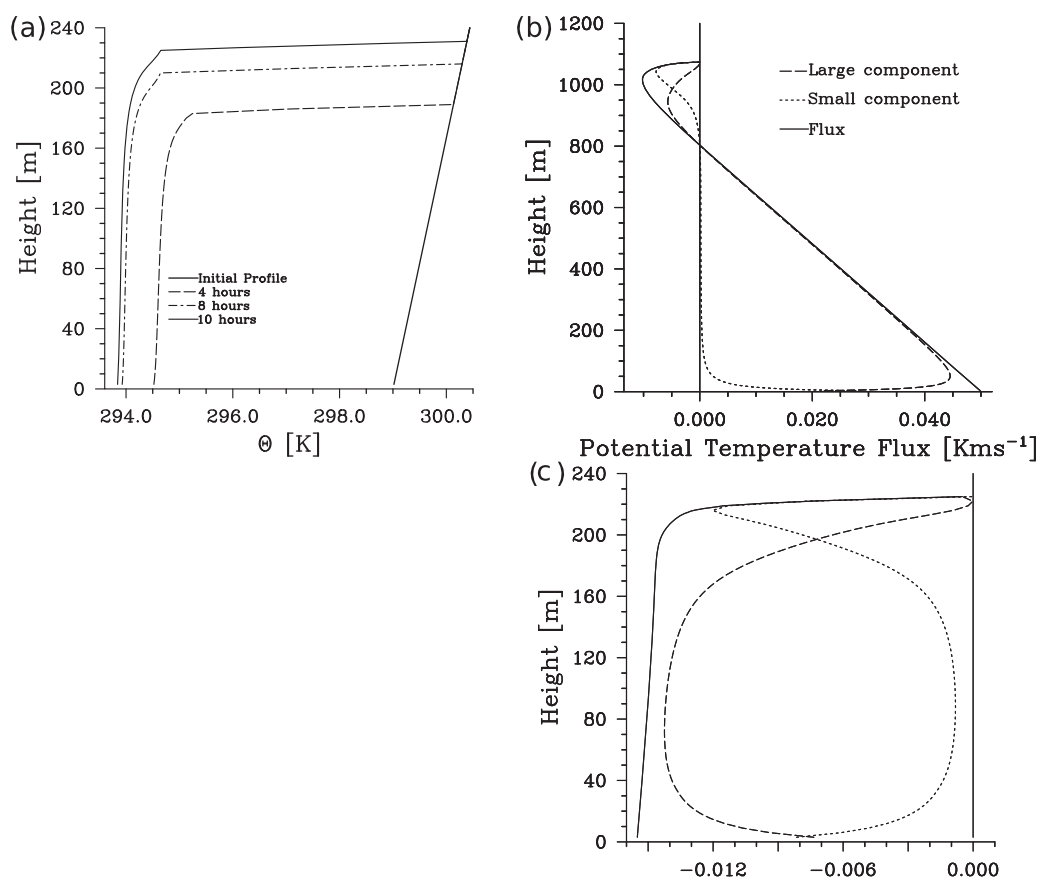 (a)
240
200
160
120
80
40
0
Height [m]
Initial Profile
4 hours
8 hours
10 hours
294.0 296.0 298.0 300.0
Θ [K]
(b)
1200
1000
800
600
400
200
0
Height [m]
Large component
Small component
Flux
0.000 0.020 0.040
Potential Temperature Flux [Kms⁻¹]
(c)
240
200
160
120
80
40
0
Height [m]
−0.012 −0.006 0.000